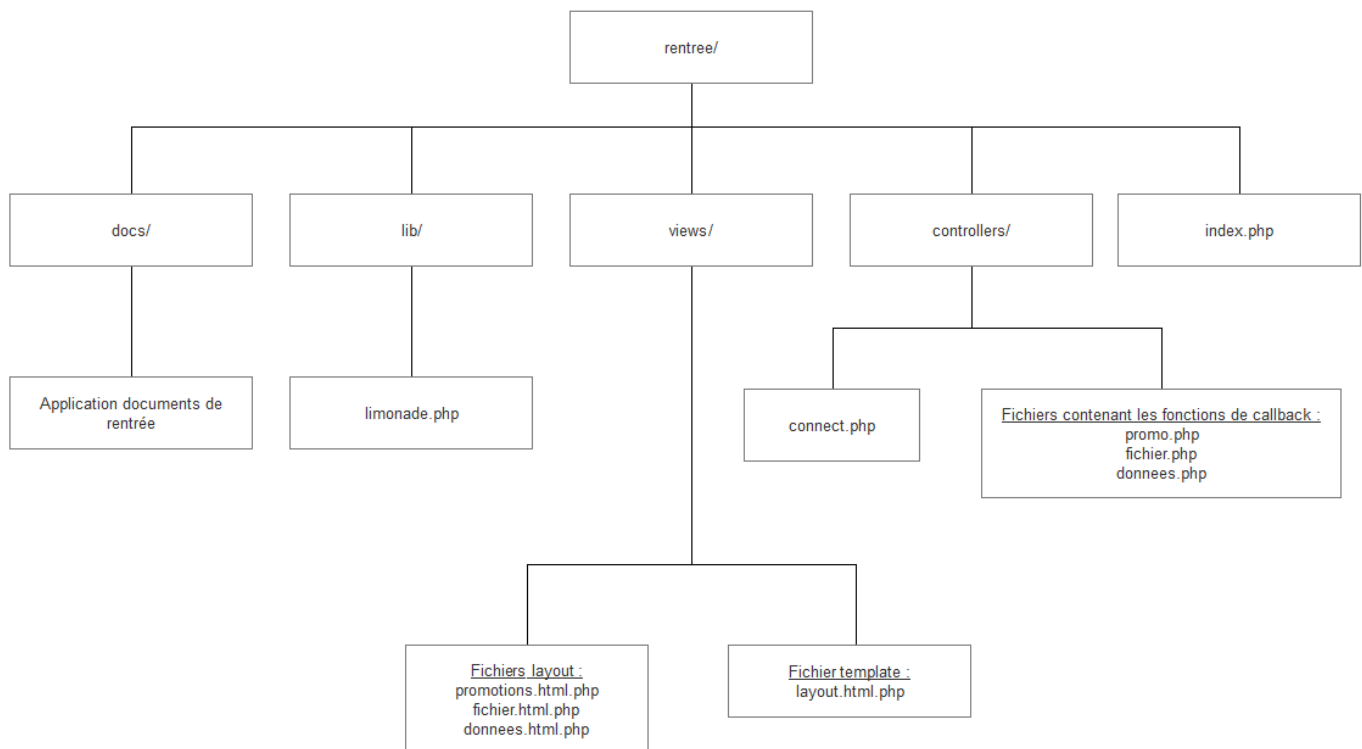 rentree/
docs/
lib/
views/
controllers/
index.php
Application documents de
rentrée
limonade.php
connect.php
Fichiers contenant les fonctions de callback :
promo.php
fichier.php
donnees.php
Fichiers layout :
promotions.html.php
fichier.html.php
donnees.html.php
Fichier template :
layout.html.php